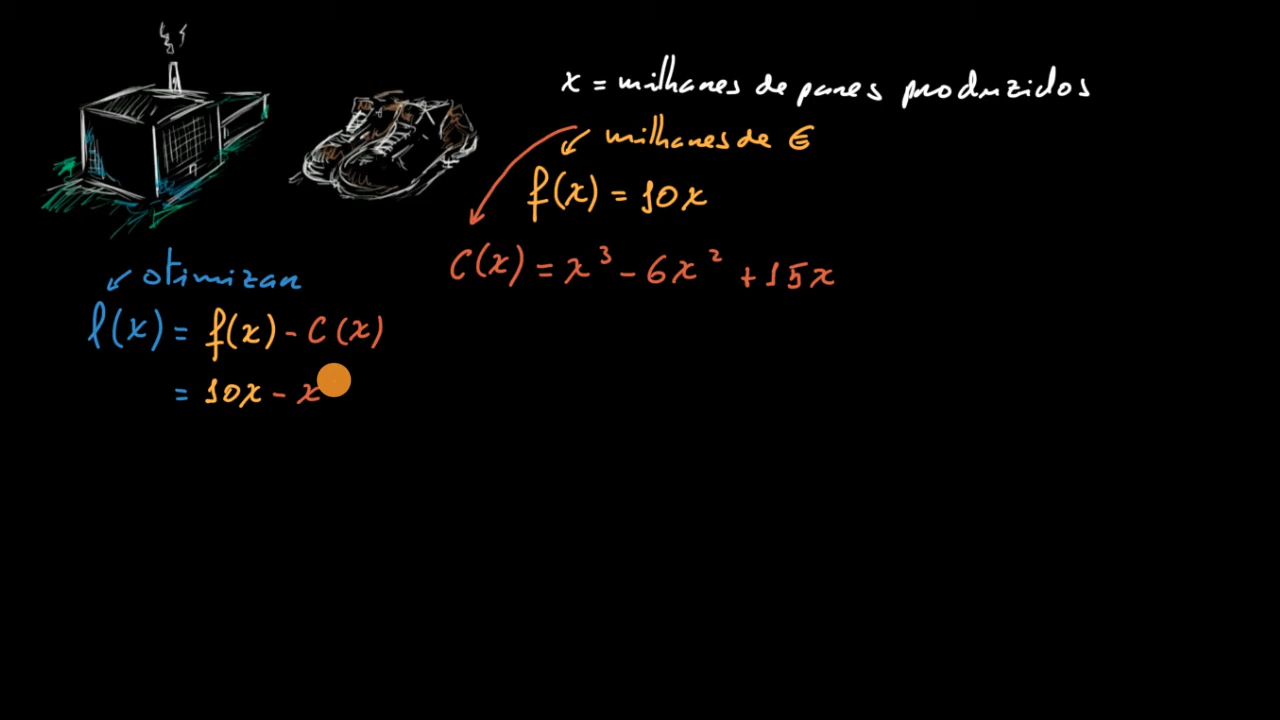 x = milhares de pares produzidos
milhares de €
f(x) = 10x
C(x) = x³ - 6x² + 15x
otimizar
l(x) = f(x) - C(x)
= 10x - x